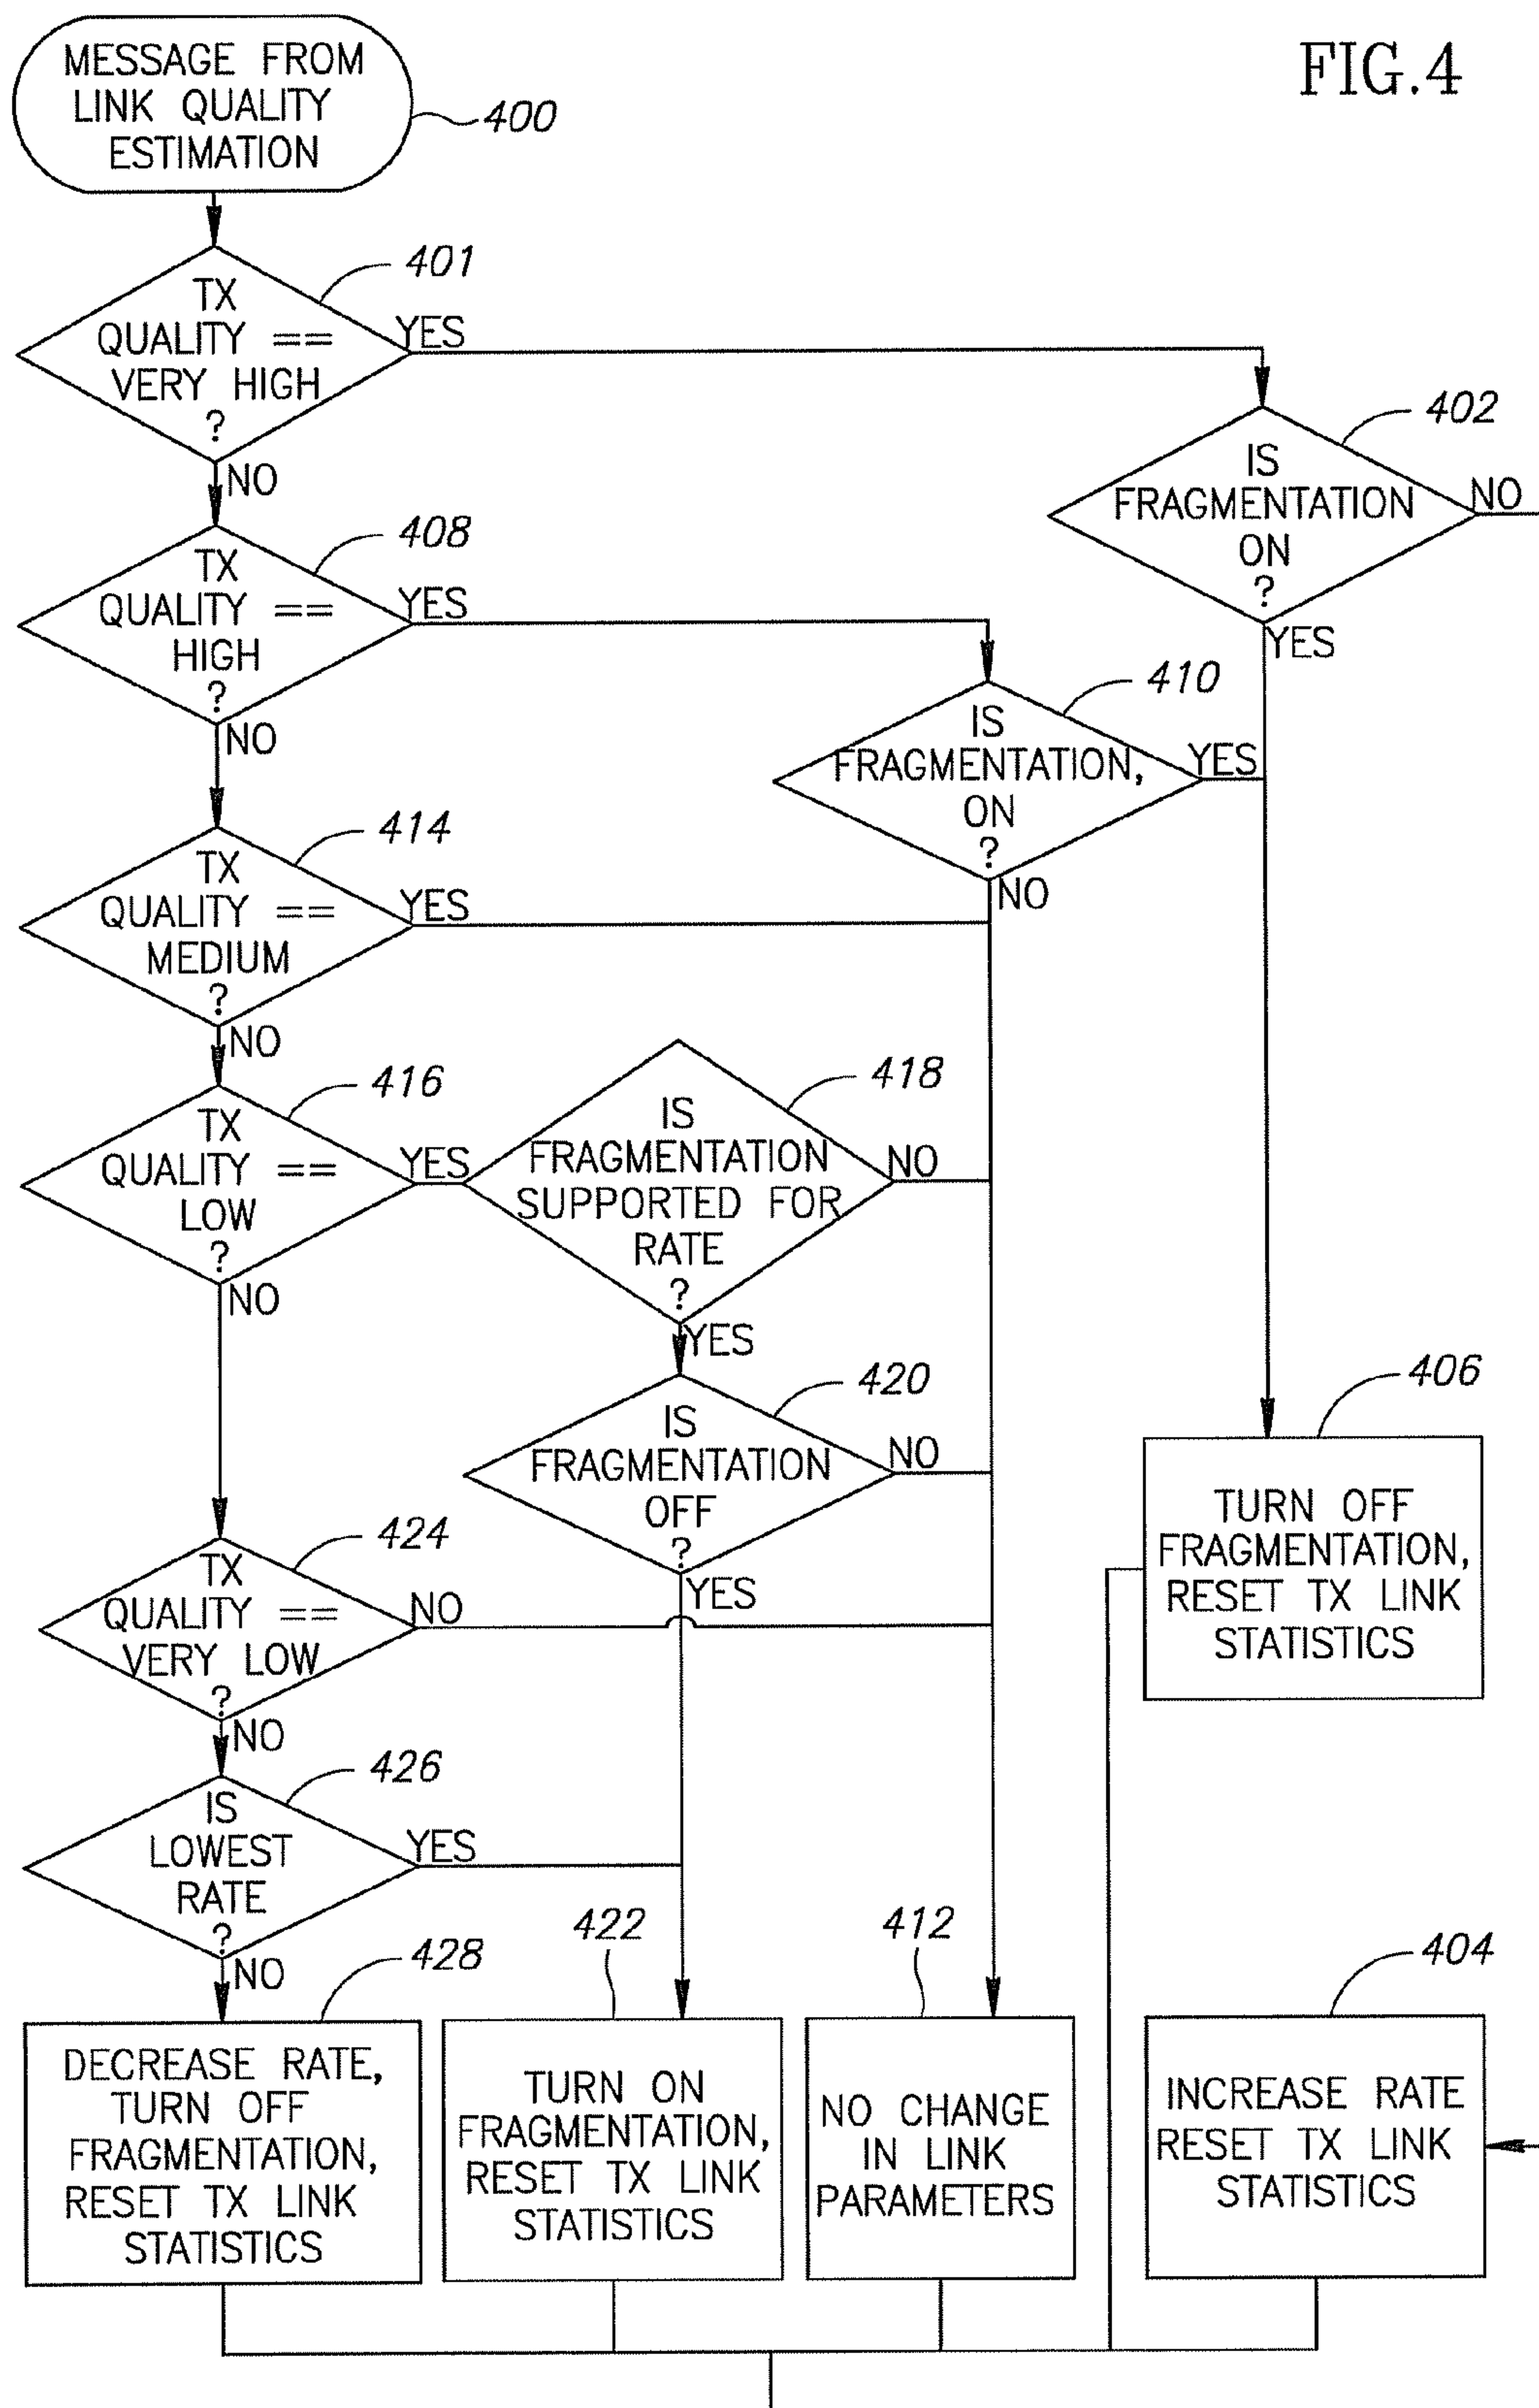 FIG.4
MESSAGE FROM
LINK QUALITY
ESTIMATION
400
401
TX
QUALITY ==
VERY HIGH
?
YES
NO
402
IS
FRAGMENTATION
ON
?
NO
YES
408
TX
QUALITY ==
HIGH
?
YES
NO
410
IS
FRAGMENTATION,
ON
?
YES
NO
414
TX
QUALITY ==
MEDIUM
?
YES
NO
416
TX
QUALITY ==
LOW
?
YES
NO
418
IS
FRAGMENTATION
SUPPORTED FOR
RATE
?
NO
YES
420
IS
FRAGMENTATION
OFF
?
NO
YES
406
TURN OFF
FRAGMENTATION,
RESET TX LINK
STATISTICS
424
TX
QUALITY ==
VERY LOW
?
NO
NO
426
IS
LOWEST
RATE
?
YES
NO
428
DECREASE RATE,
TURN OFF
FRAGMENTATION,
RESET TX LINK
STATISTICS
422
TURN ON
FRAGMENTATION,
RESET TX LINK
STATISTICS
412
NO CHANGE
IN LINK
PARAMETERS
404
INCREASE RATE
RESET TX LINK
STATISTICS